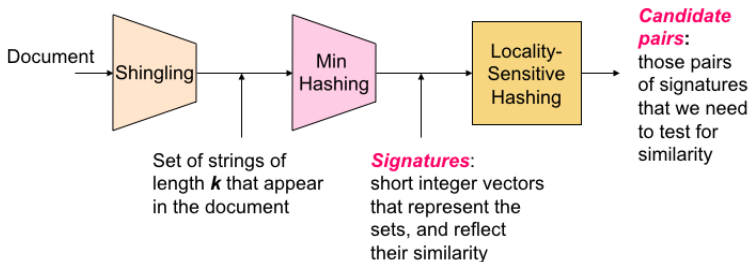 Document
Shingling
Min
Hashing
Locality-
Sensitive
Hashing
Candidate
pairs:
those pairs
of signatures
that we need
to test for
similarity
Set of strings of
length k that appear
in the document
Signatures:
short integer vectors
that represent the
sets, and reflect
their similarity